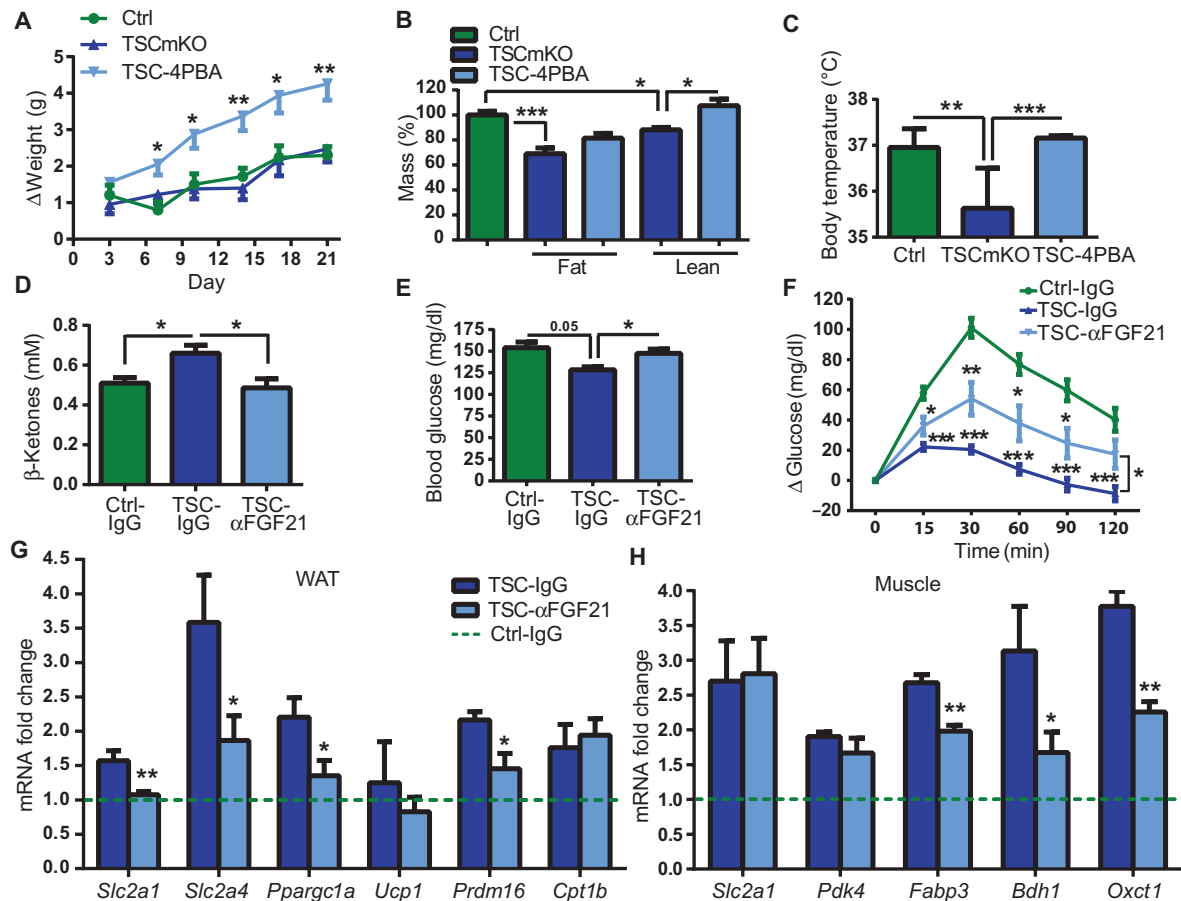 A
Ctrl
TSCmKO
TSC-4PBA
ΔWeight (g)
5
4
3
2
1
0
* * ** * **
0 3 6 9 12 15 18 21
Day
B
Ctrl
TSCmKO
TSC-4PBA
Mass (%)
140
120
100
80
60
40
20
0
*** * *
Fat Lean
C
Body temperature (°C)
38
37
36
35
** ***
Ctrl TSCmKO TSC-4PBA
D
β-Ketones (mM)
0.8
0.6
0.4
0.2
0.0
* *
Ctrl- TSC- TSC-
IgG IgG αFGF21
E
Blood glucose (mg/dl)
175
150
125
100
75
50
25
0
0.05 *
Ctrl- TSC- TSC-
IgG IgG αFGF21
F
Ctrl-IgG
TSC-IgG
TSC-αFGF21
Δ Glucose (mg/dl)
120
100
80
60
40
20
0
−20
* ** * *
*** *** *** *** ***
*
0 15 30 60 90 120
Time (min)
G
WAT
TSC-IgG
TSC-αFGF21
Ctrl-IgG
mRNA fold change
4.5
4.0
3.5
3.0
2.5
2.0
1.5
1.0
0.5
0.0
** * * *
Slc2a1 Slc2a4 Ppargc1a Ucp1 Prdm16 Cpt1b
H
Muscle
mRNA fold change
4.0
3.5
3.0
2.5
2.0
1.5
1.0
0.5
0.0
** * **
Slc2a1 Pdk4 Fabp3 Bdh1 Oxct1